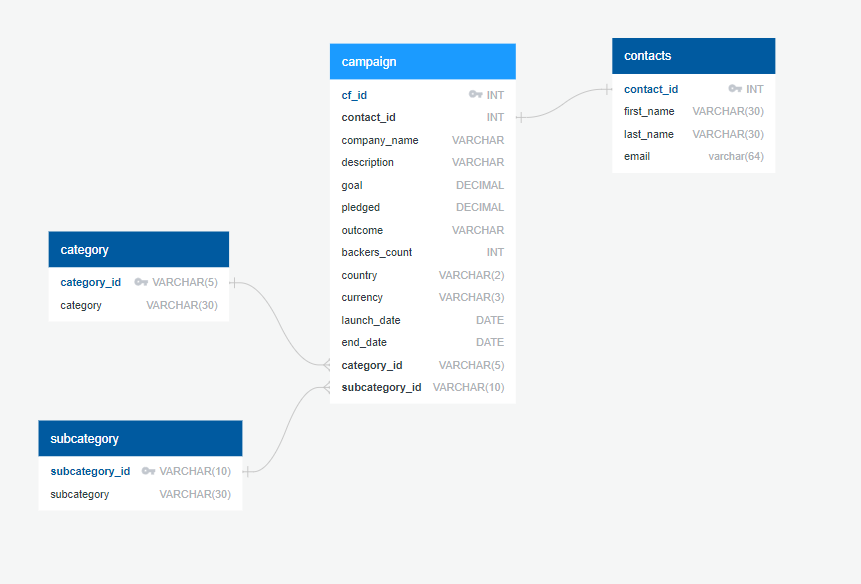 campaign
cf_id INT
contact_id INT
company_name VARCHAR
description VARCHAR
goal DECIMAL
pledged DECIMAL
outcome VARCHAR
backers_count INT
country VARCHAR(2)
currency VARCHAR(3)
launch_date DATE
end_date DATE
category_id VARCHAR(5)
subcategory_id VARCHAR(10)
contacts
contact_id INT
first_name VARCHAR(30)
last_name VARCHAR(30)
email varchar(64)
category
category_id VARCHAR(5)
category VARCHAR(30)
subcategory
subcategory_id VARCHAR(10)
subcategory VARCHAR(30)